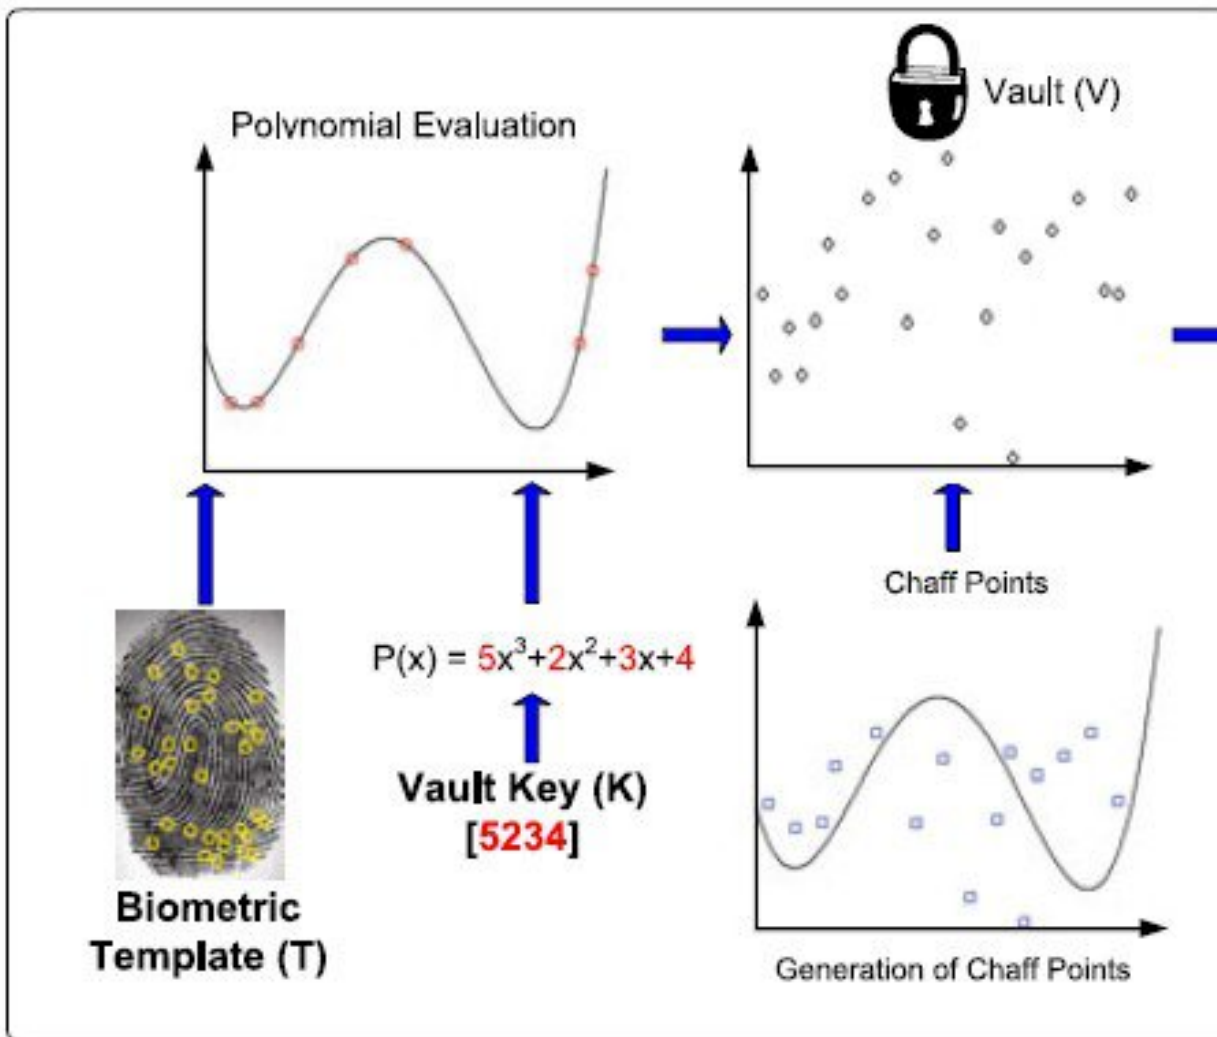 Vault (V)
Polynomial Evaluation
Chaff Points
P(x) = 5x³+2x²+3x+4
Vault Key (K)
[5234]
Biometric
Template (T)
Generation of Chaff Points